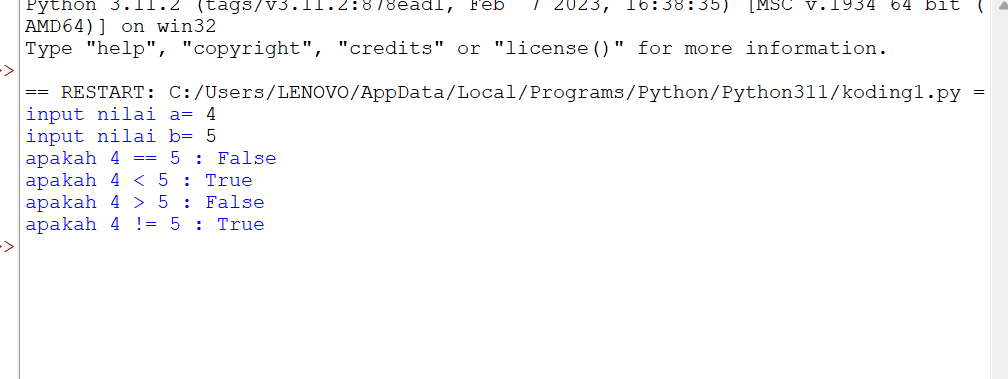 Python 3.11.2 (tags/v3.11.2:878ead1, Feb  7 2023, 16:38:35) [MSC v.1934 64 bit (
AMD64)] on win32
Type "help", "copyright", "credits" or "license()" for more information.
>>
== RESTART: C:/Users/LENOVO/AppData/Local/Programs/Python/Python311/koding1.py =
input nilai a= 4
input nilai b= 5
apakah 4 == 5 : False
apakah 4 < 5 : True
apakah 4 > 5 : False
apakah 4 != 5 : True
>>